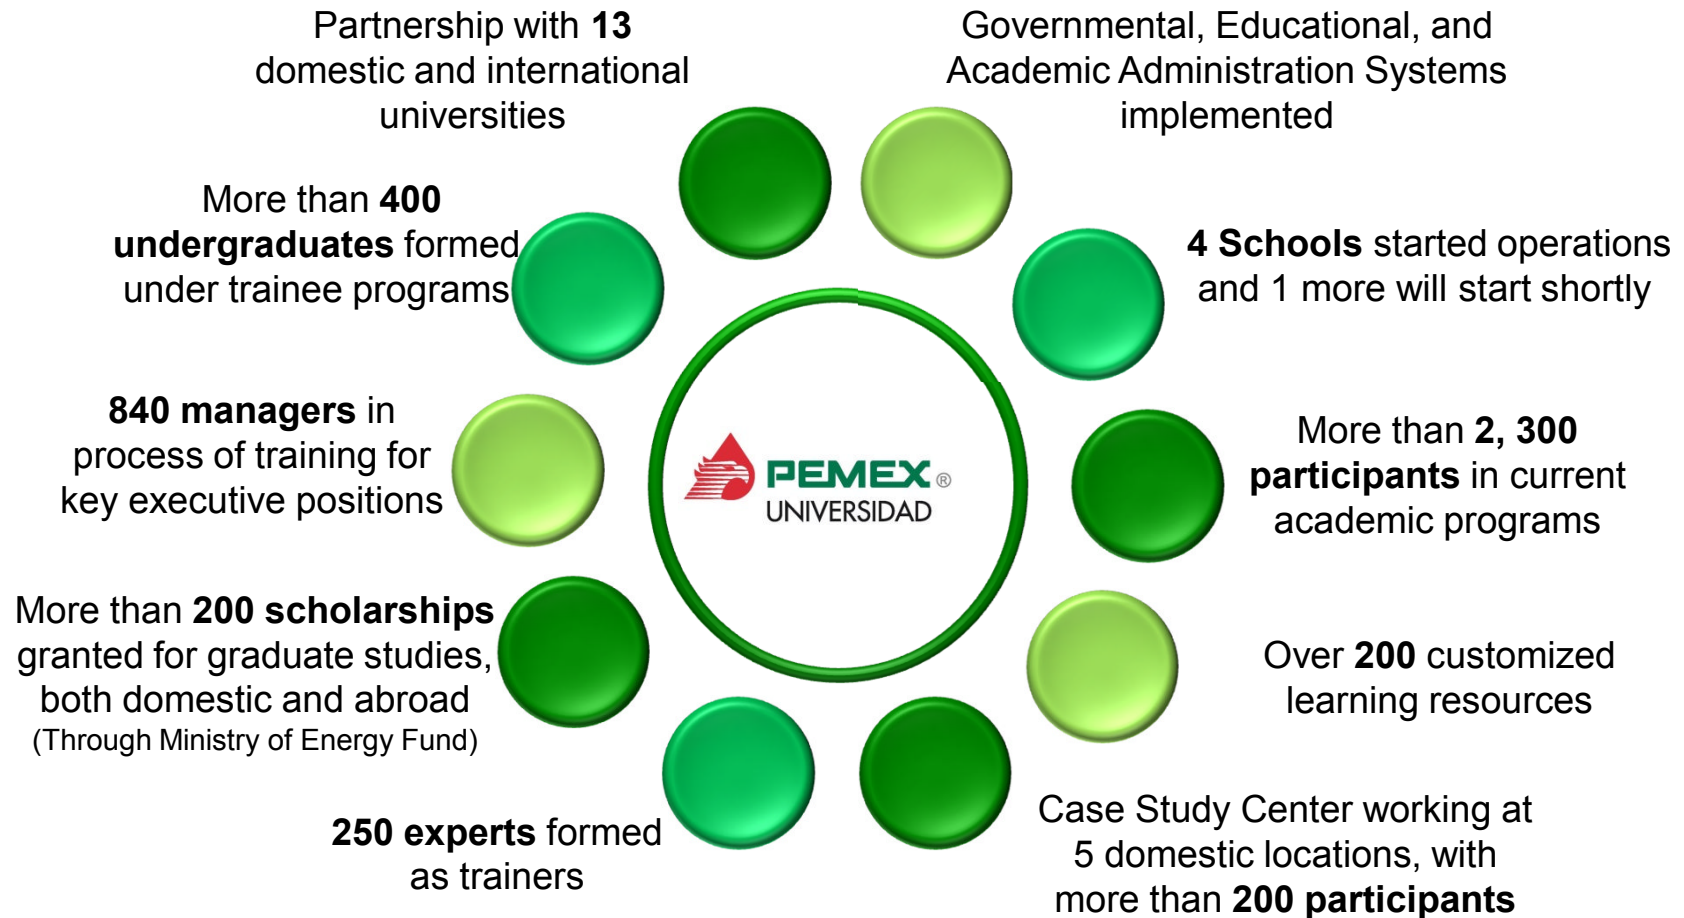 Partnership with 13
domestic and international
universities
Governmental, Educational, and
Academic Administration Systems
implemented
More than 400
undergraduates formed
under trainee programs
4 Schools started operations
and 1 more will start shortly
840 managers in
process of training for
key executive positions
PEMEX ®
UNIVERSIDAD
More than 2, 300
participants in current
academic programs
More than 200 scholarships
granted for graduate studies,
both domestic and abroad
(Through Ministry of Energy Fund)
Over 200 customized
learning resources
250 experts formed
as trainers
Case Study Center working at
5 domestic locations, with
more than 200 participants